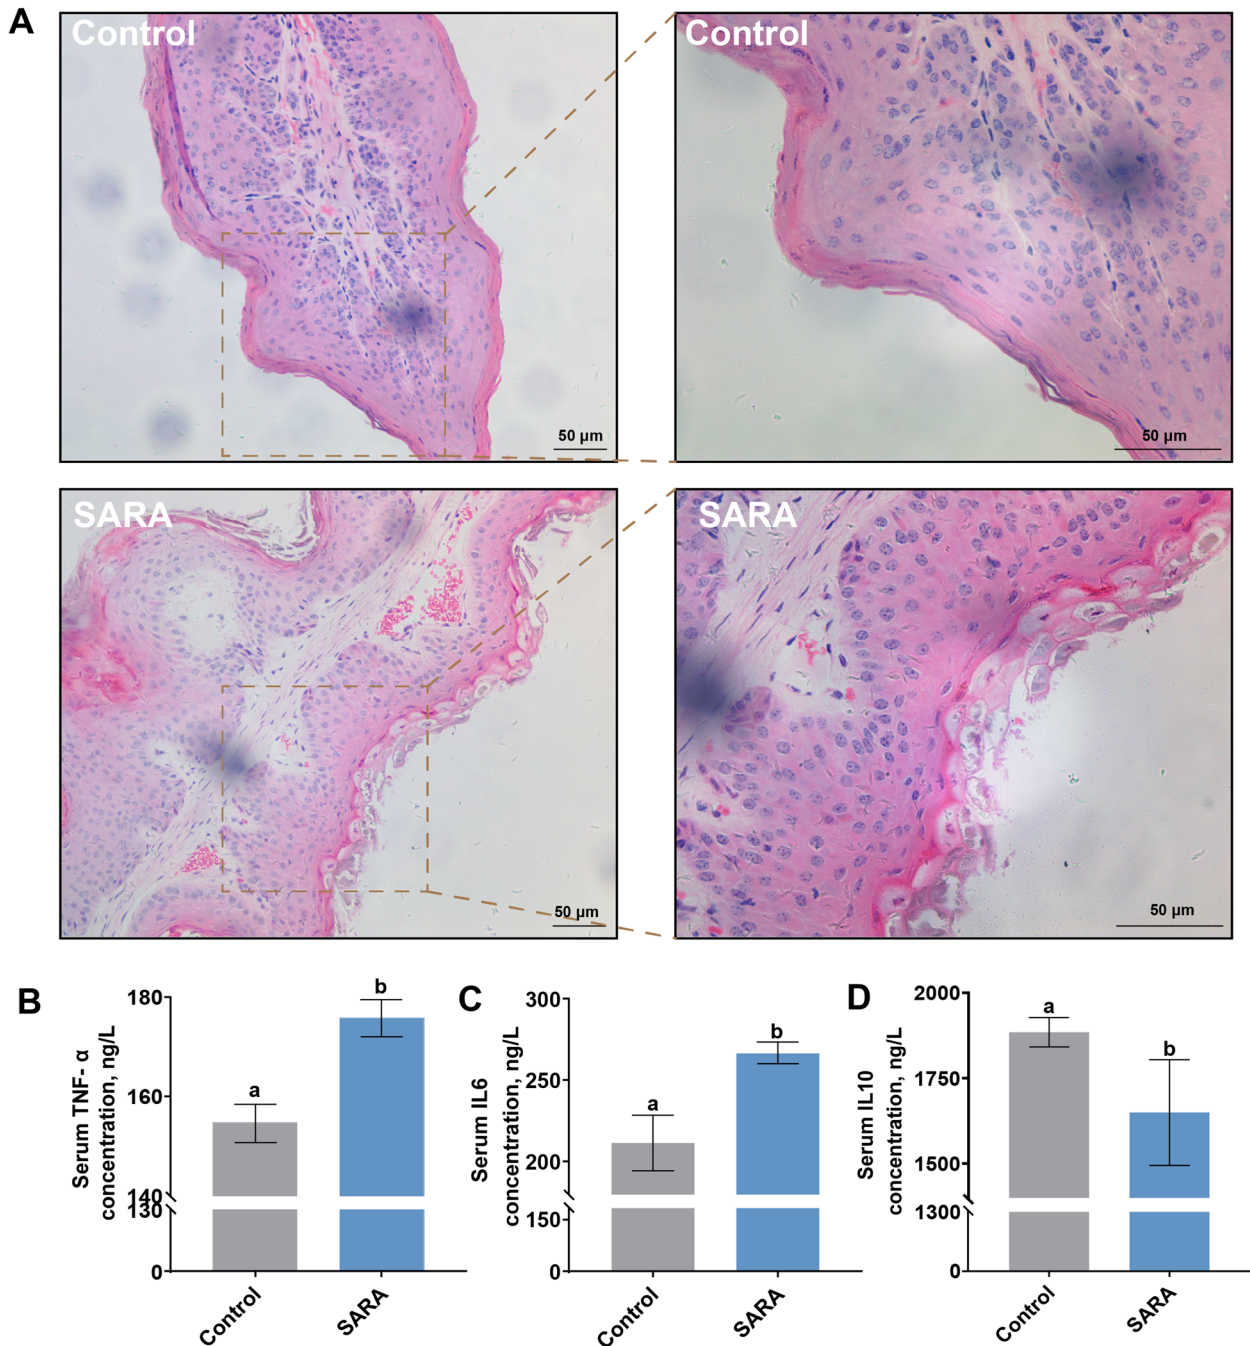 A
Control
50 µm
Control
50 µm
SARA
50 µm
SARA
50 µm
B
Serum TNF- α
concentration, ng/L
180
160
140
130
0
a
b
Control
SARA
C
Serum IL6
concentration, ng/L
300
250
200
150
0
a
b
Control
SARA
D
Serum IL10
concentration, ng/L
2000
1750
1500
1300
0
a
b
Control
SARA